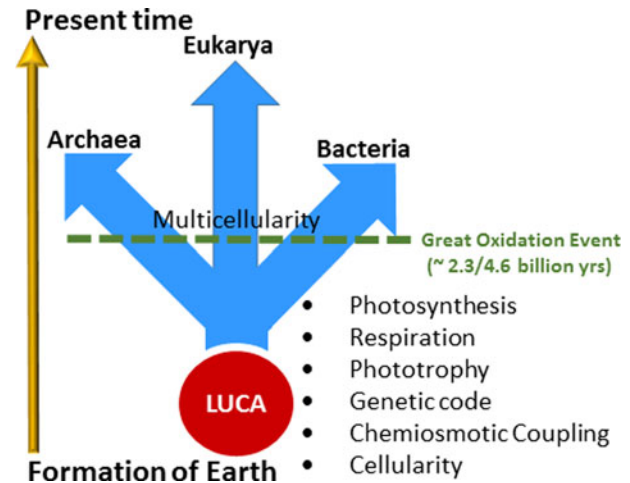 Present time
Eukarya
Archaea
Bacteria
Multicellularity
Great Oxidation Event
(~ 2.3/4.6 billion yrs)
• Photosynthesis
• Respiration
• Phototrophy
LUCA
• Genetic code
• Chemiosmotic Coupling
• Cellularity
Formation of Earth